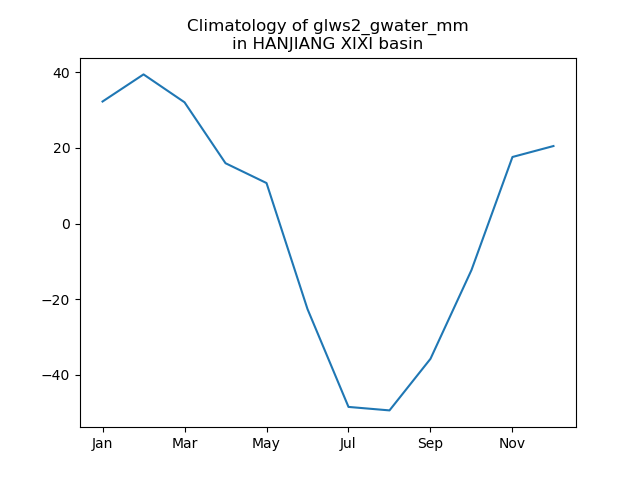 Climatology of glws2_gwater_mm
in HANJIANG XIXI basin
40
20
0
−20
−40
Jan
Mar
May
Jul
Sep
Nov